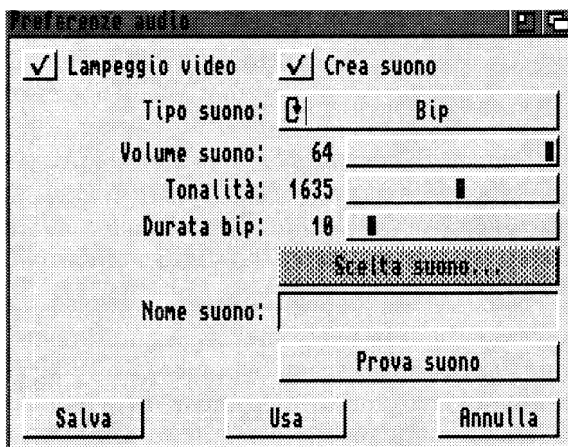 Preferenze audio
Lampeggio video Crea suono
Tipo suono: Bip
Volume suono: 64
Tonalità: 1635
Durata bip: 10
Scelta suono...
Nome suono:
Prova suono
Salva Usa Annulla